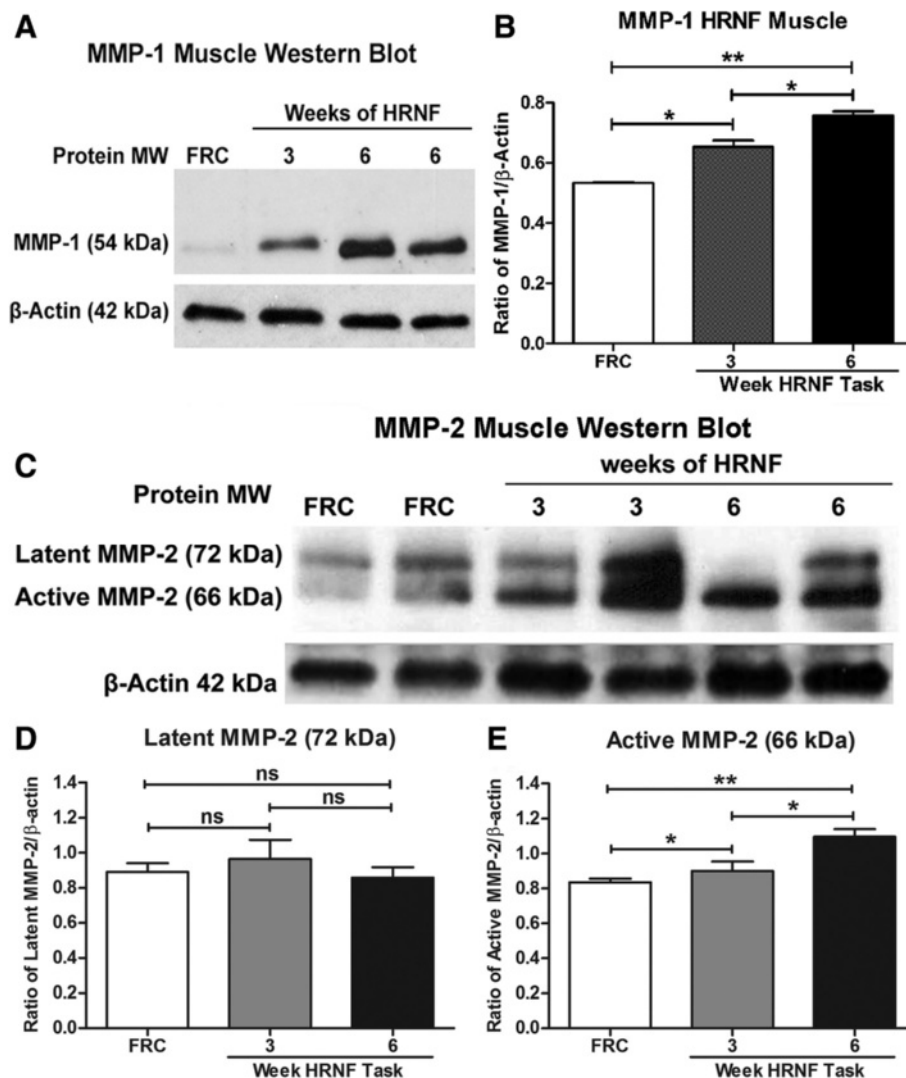 A
MMP-1 Muscle Western Blot
Weeks of HRNF
Protein MW FRC 3 6 6
MMP-1 (54 kDa)
β-Actin (42 kDa)
B
MMP-1 HRNF Muscle
**
*
*
Ratio of MMP-1/β-Actin
0.8
0.6
0.4
0.2
0.0
FRC 3 6
Week HRNF Task
MMP-2 Muscle Western Blot
C
weeks of HRNF
Protein MW FRC FRC 3 3 6 6
Latent MMP-2 (72 kDa)
Active MMP-2 (66 kDa)
β-Actin 42 kDa
D
Latent MMP-2 (72 kDa)
ns
ns
ns
Ratio of Latent MMP-2/β-actin
1.4
1.2
1.0
0.8
0.6
0.4
0.2
0.0
FRC 3 6
Week HRNF Task
E
Active MMP-2 (66 kDa)
**
*
*
Ratio of Active MMP-2/β-actin
1.4
1.2
1.0
0.8
0.6
0.4
0.2
0.0
FRC 3 6
Week HRNF Task